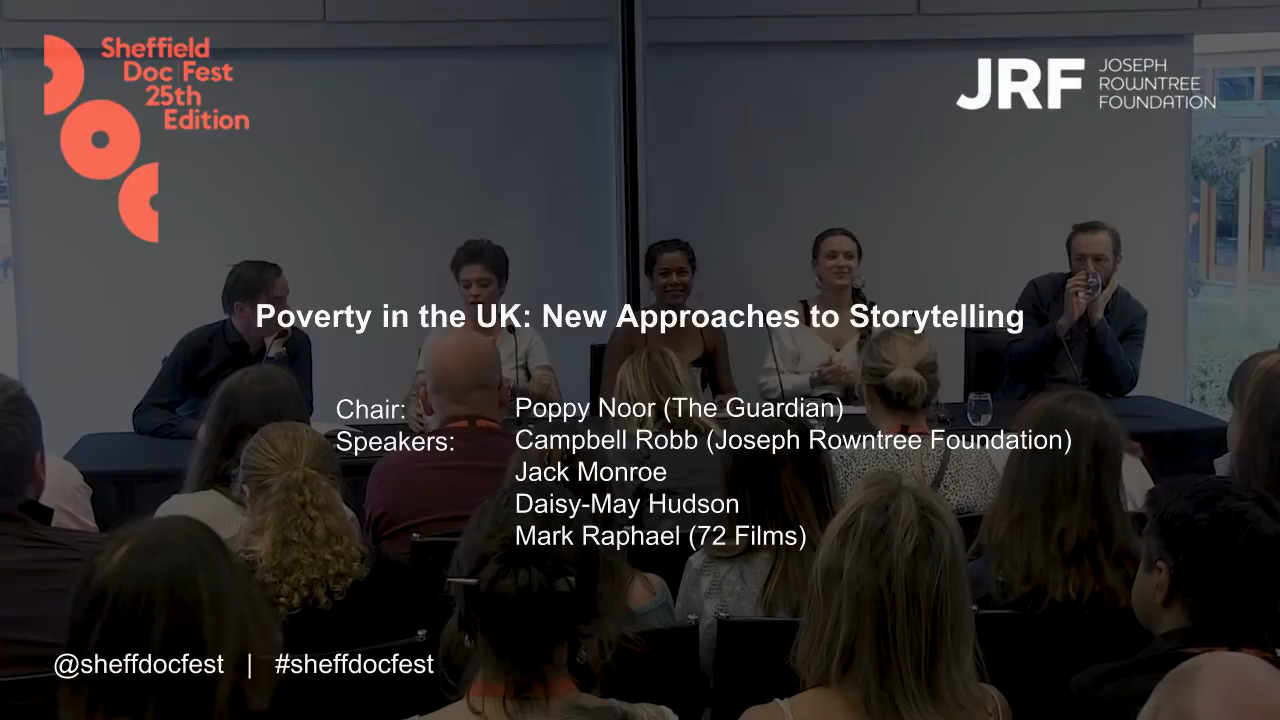 Sheffield
Doc|Fest
25th
Edition
JRF JOSEPH
ROWNTREE
FOUNDATION
Poverty in the UK: New Approaches to Storytelling
Chair: Poppy Noor (The Guardian)
Speakers: Campbell Robb (Joseph Rowntree Foundation)
Jack Monroe
Daisy-May Hudson
Mark Raphael (72 Films)
@sheffdocfest | #sheffdocfest